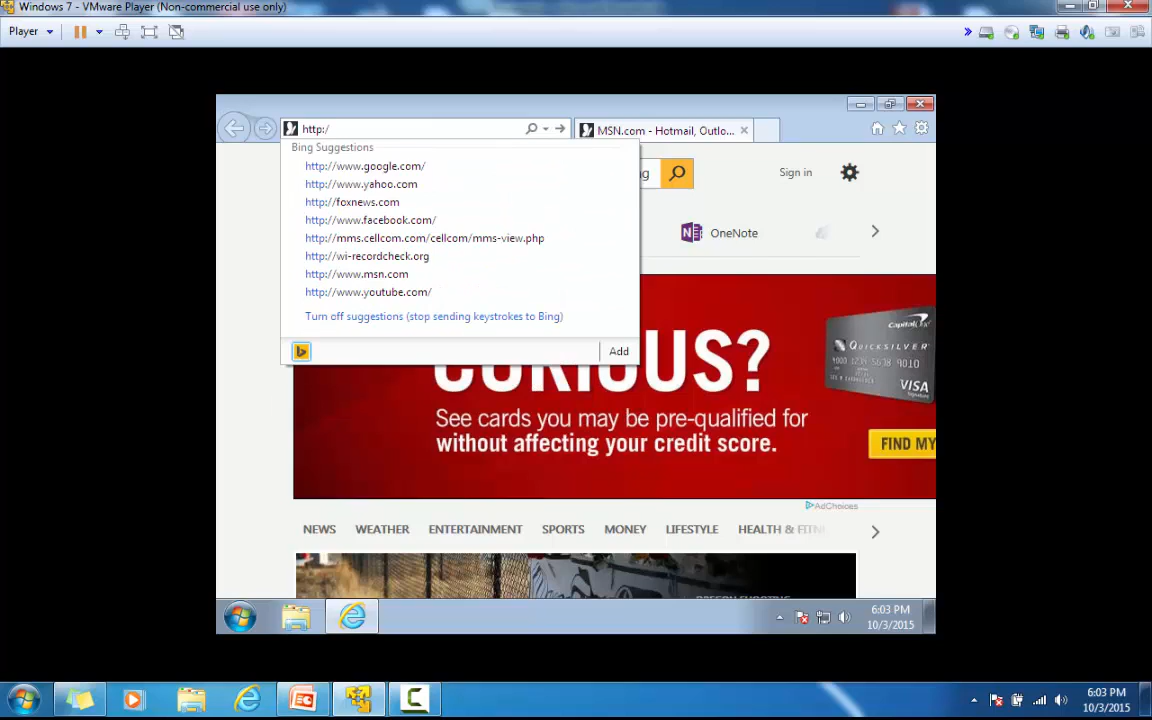 Windows 7 - VMware Player (Non-commercial use only)
Player
http:/
MSN.com - Hotmail, Outlo...
Bing Suggestions
http://www.google.com/
http://www.yahoo.com
http://foxnews.com
http://www.facebook.com/
http://mms.cellcom.com/cellcom/mms-view.php
http://wi-recordcheck.org
http://www.msn.com
http://www.youtube.com/
Turn off suggestions (stop sending keystrokes to Bing)
Add
ng
Sign in
OneNote
CURIOUS?
See cards you may be pre-qualified for
without affecting your credit score.
Capital One
QUICKSILVER
VISA
FIND MY
AdChoices
NEWS WEATHER ENTERTAINMENT SPORTS MONEY LIFESTYLE HEALTH & FITN
6:03 PM
10/3/2015
6:03 PM
10/3/2015